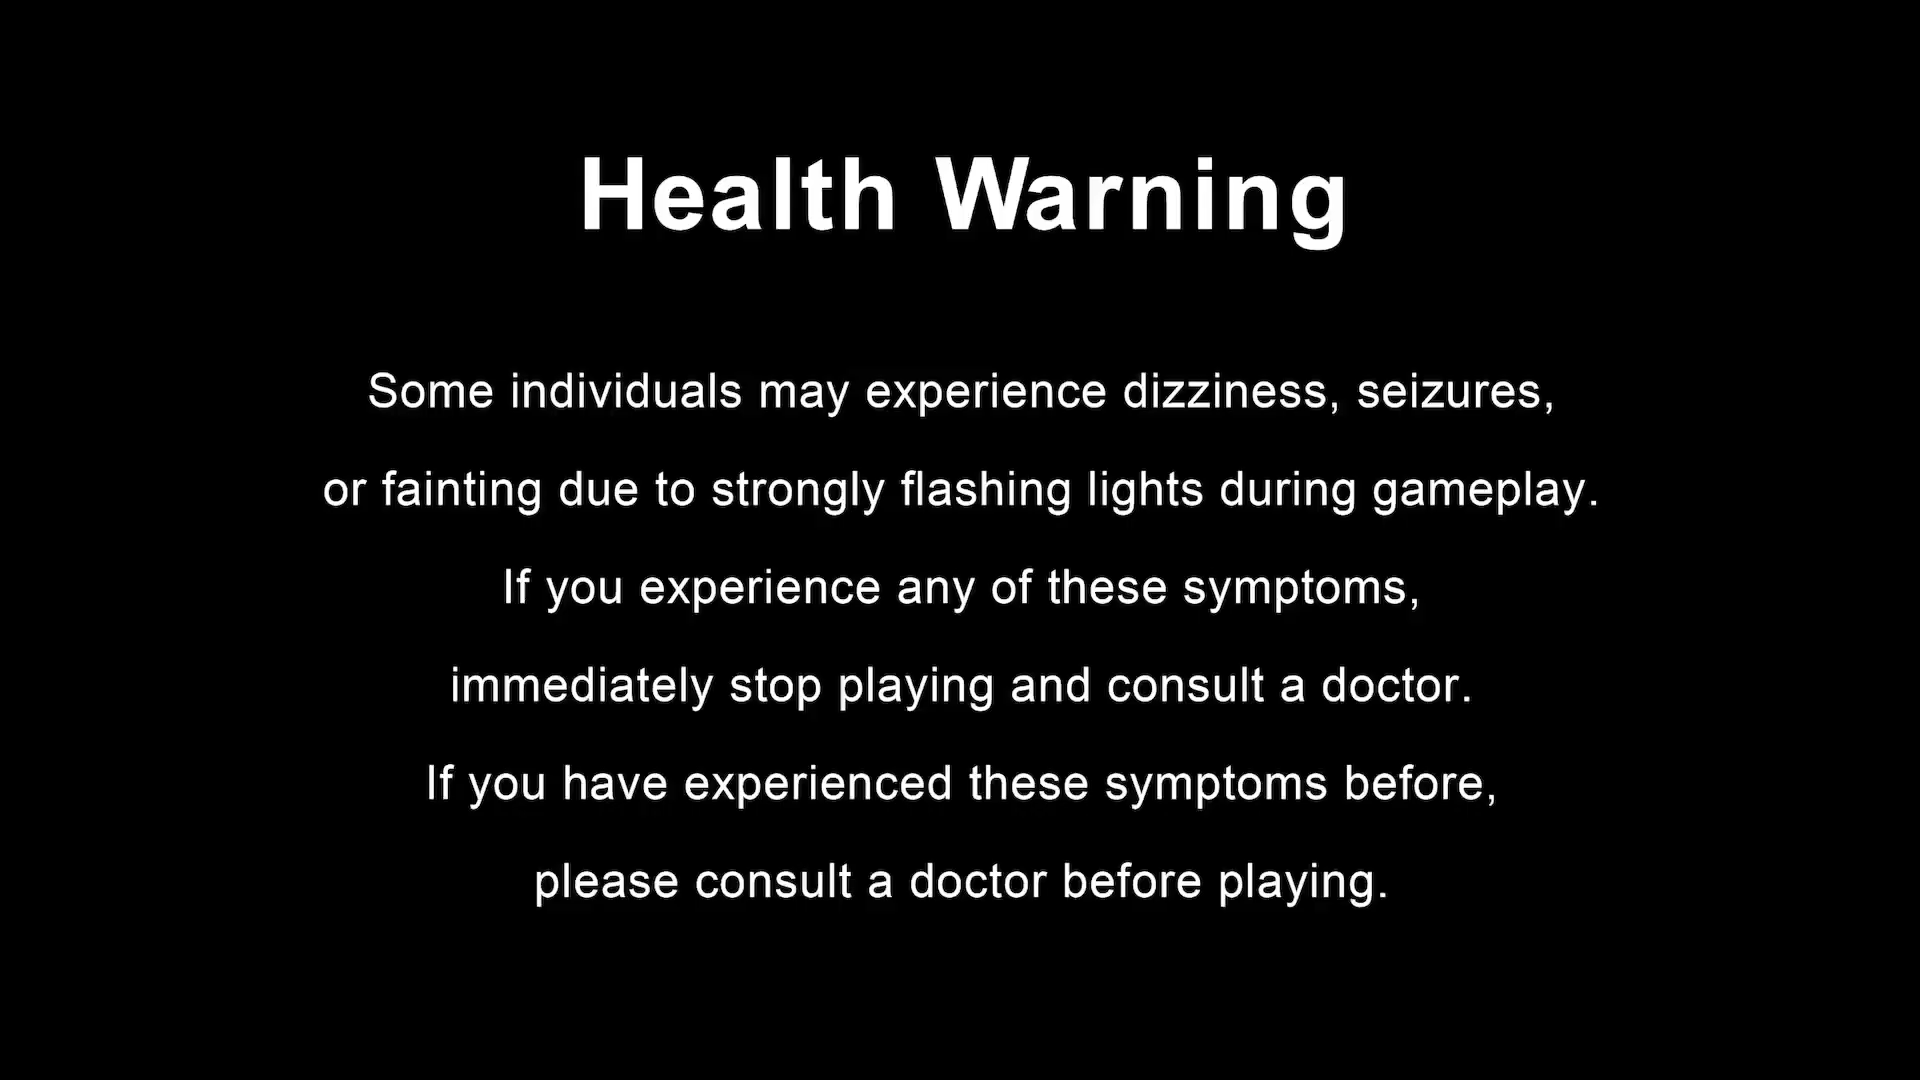 Health Warning
Some individuals may experience dizziness, seizures,
or fainting due to strongly flashing lights during gameplay.
If you experience any of these symptoms,
immediately stop playing and consult a doctor.
If you have experienced these symptoms before,
please consult a doctor before playing.